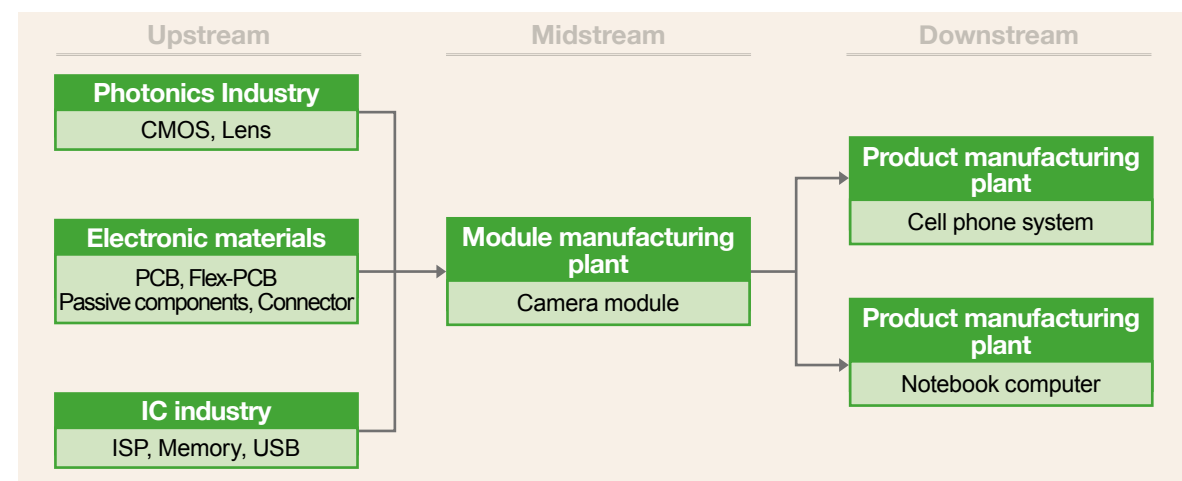 Upstream
Midstream
Downstream
Photonics Industry
CMOS, Lens
Electronic materials
PCB, Flex-PCB
Passive components, Connector
IC industry
ISP, Memory, USB
Module manufacturing
plant
Camera module
Product manufacturing
plant
Cell phone system
Product manufacturing
plant
Notebook computer